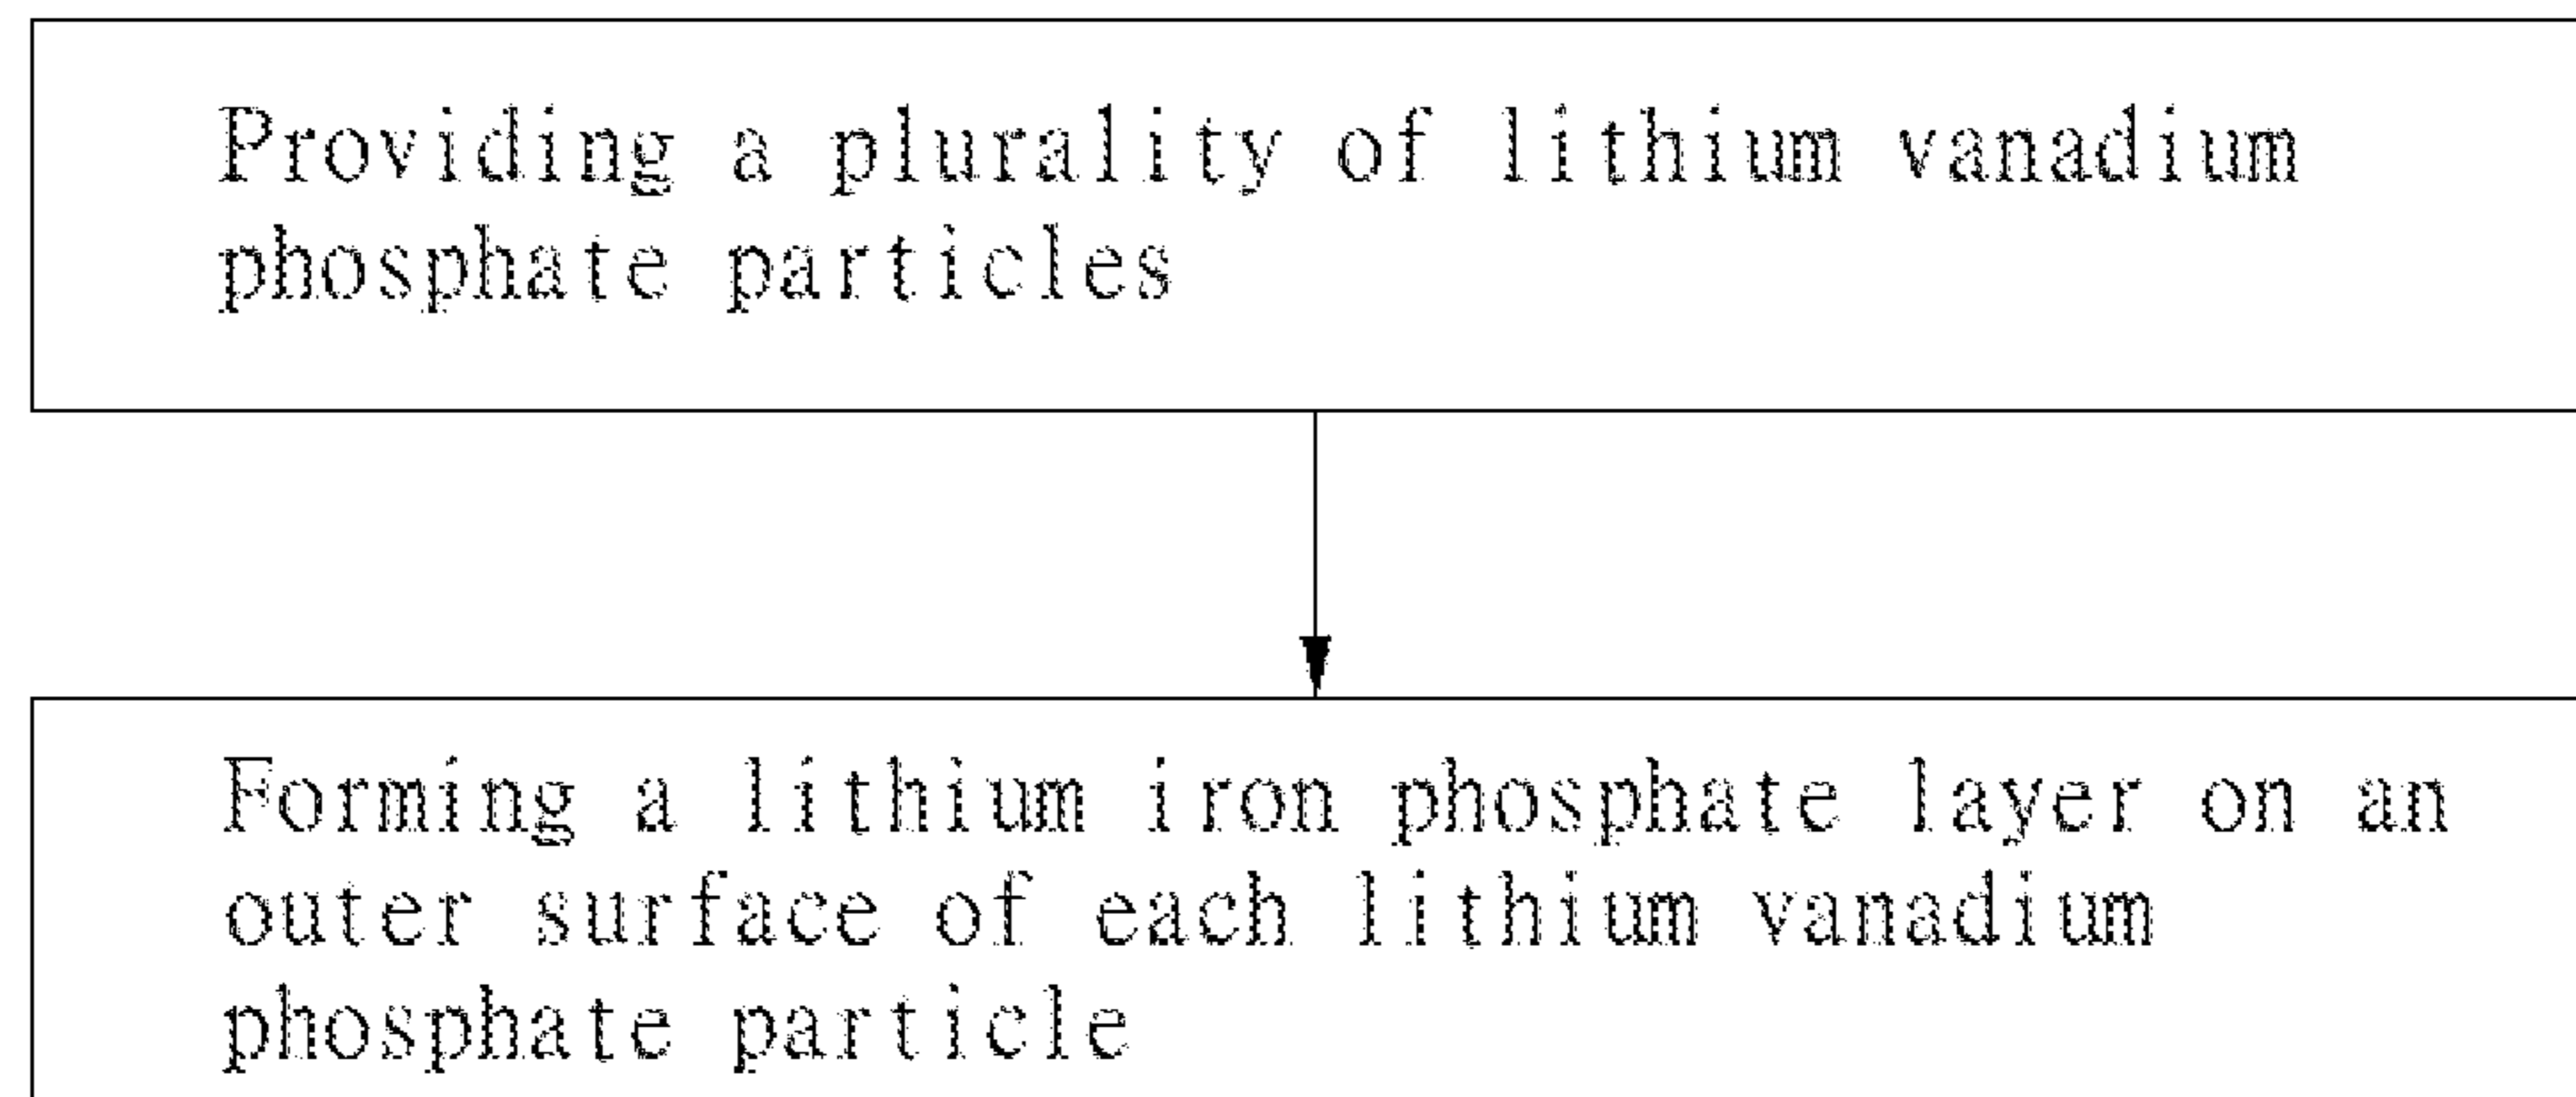 Providing a plurality of lithium vanadium
phosphate particles
Forming a lithium iron phosphate layer on an
outer surface of each lithium vanadium
phosphate particle